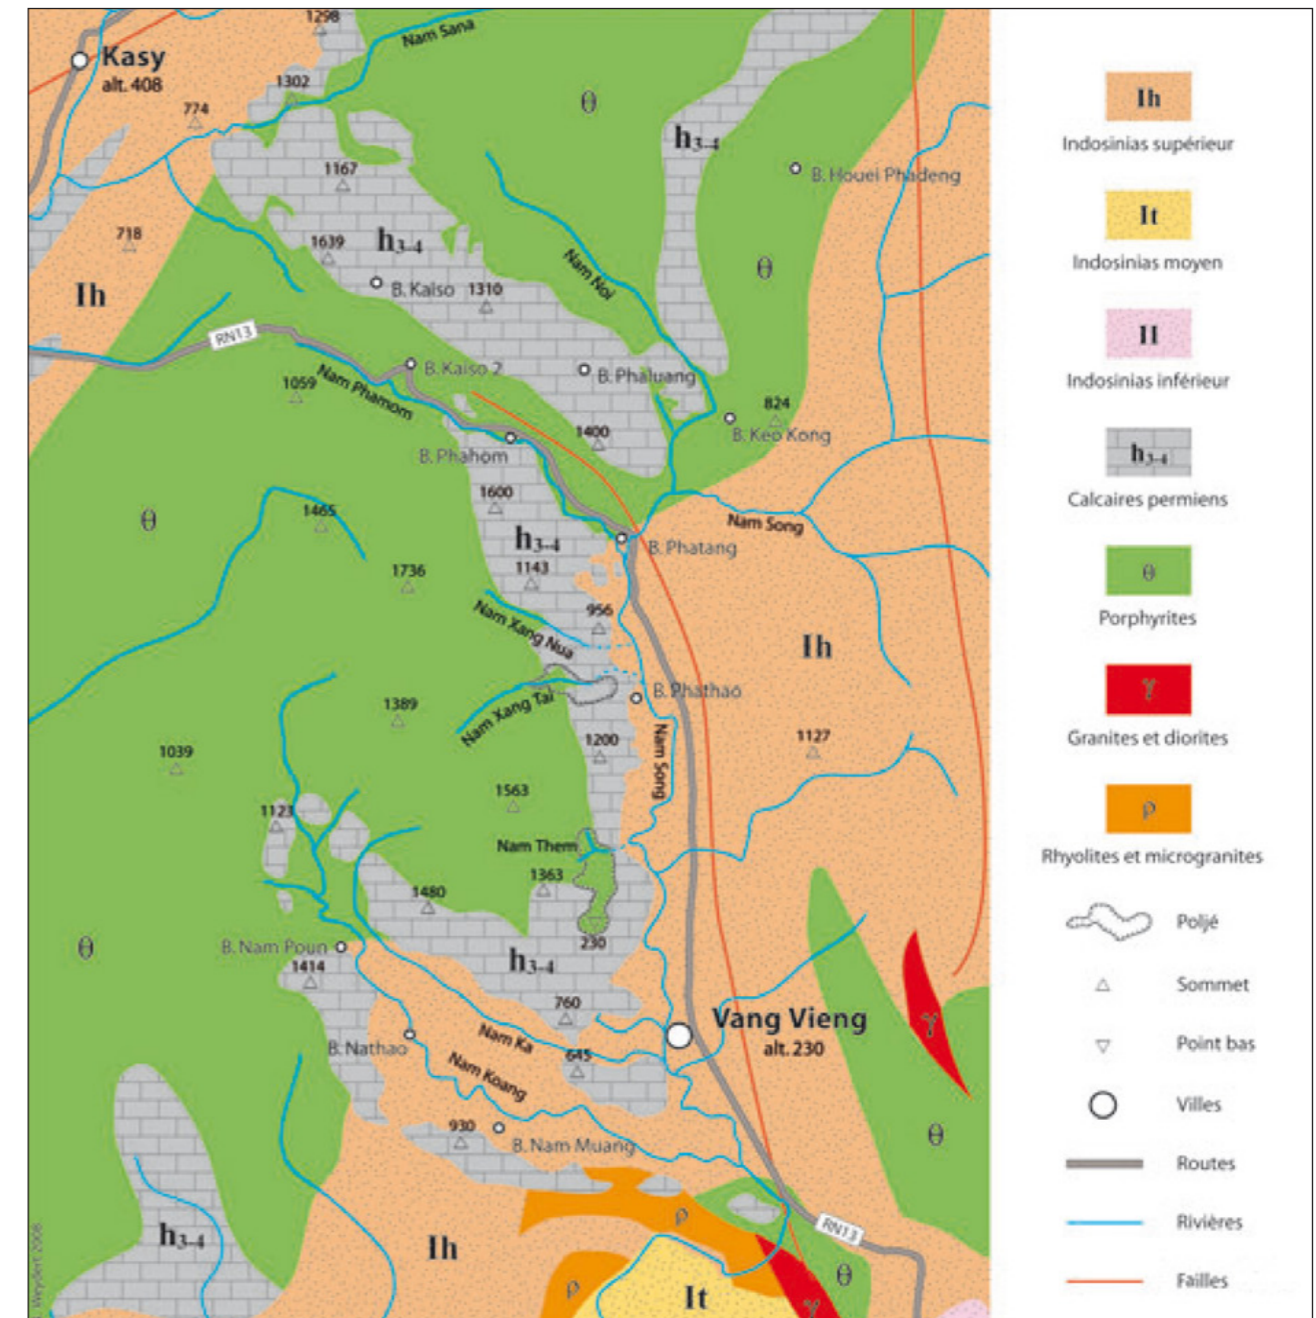 1298
Nam Sana
Kasy
alt. 408
1302
774
θ
h3-4
1167
B. Houei Phadeng
718
1639
h3-4
Nam Noi
θ
Ih
B. Kaiso
1310
RN13
B. Kaiso 2
B. Phaluang
1059
Nam Phamom
824
B. Keo Kong
1400
B. Phahom
1600
θ
1465
Nam Song
h3-4
B. Phatang
1736
1143
956
Nam Xang Nua
Ih
B. Phathao
1389
Nam Xang Tai
1039
1200
Nam Song
1127
1563
1123
Nam Them
1363
1480
θ
B. Nam Poun
230
h3-4
1414
760
Vang Vieng
alt. 230
γ
B. Nathao
Nam Ka
645
Nam Koang
930
B. Nam Muang
θ
ρ
h3-4
RN13
Ih
θ
ρ
It
γ
Weydert 2008
Ih
Indosinias supérieur
It
Indosinias moyen
II
Indosinias inférieur
h3-4
Calcaires permiens
θ
Porphyrites
γ
Granites et diorites
ρ
Rhyolites et microgranites
Poljé
Sommet
Point bas
Villes
Routes
Rivières
Failles